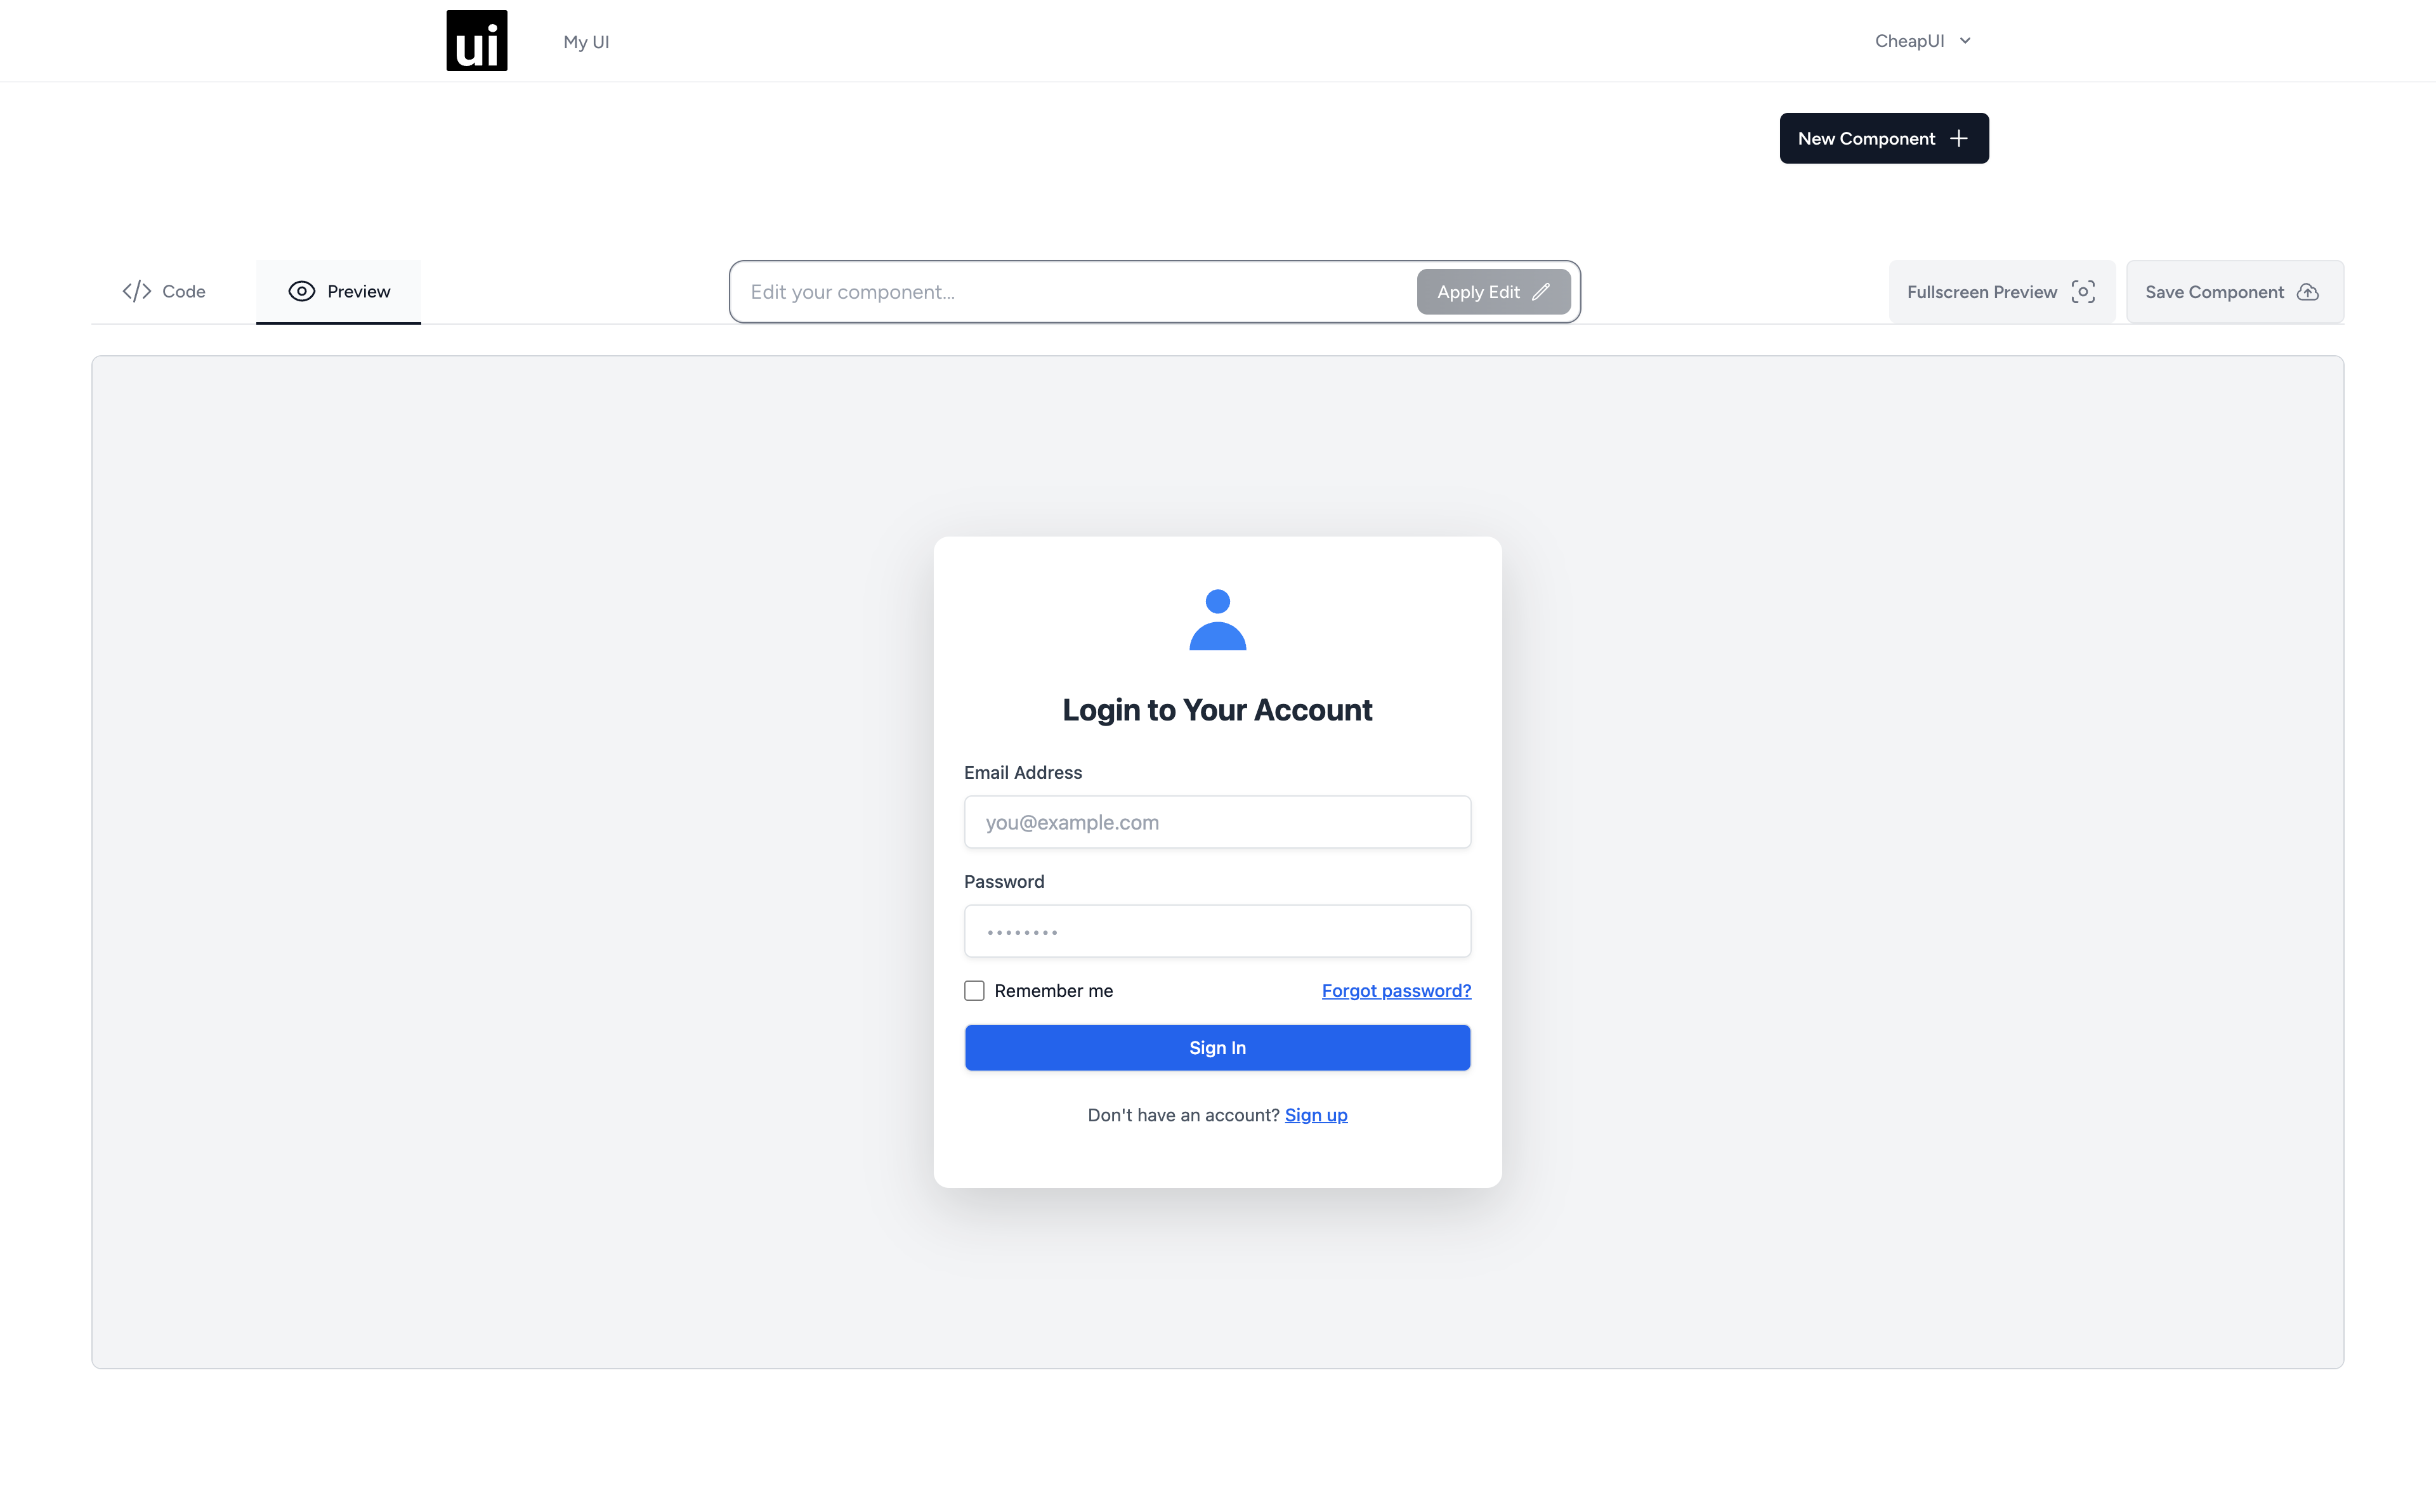 ui
My UI
CheapUI
New Component
Code
Preview
Edit your component...
Apply Edit
Fullscreen Preview
Save Component
Login to Your Account
Email Address
you@example.com
Password
••••••••
Remember me
Forgot password?
Sign In
Don't have an account? Sign up